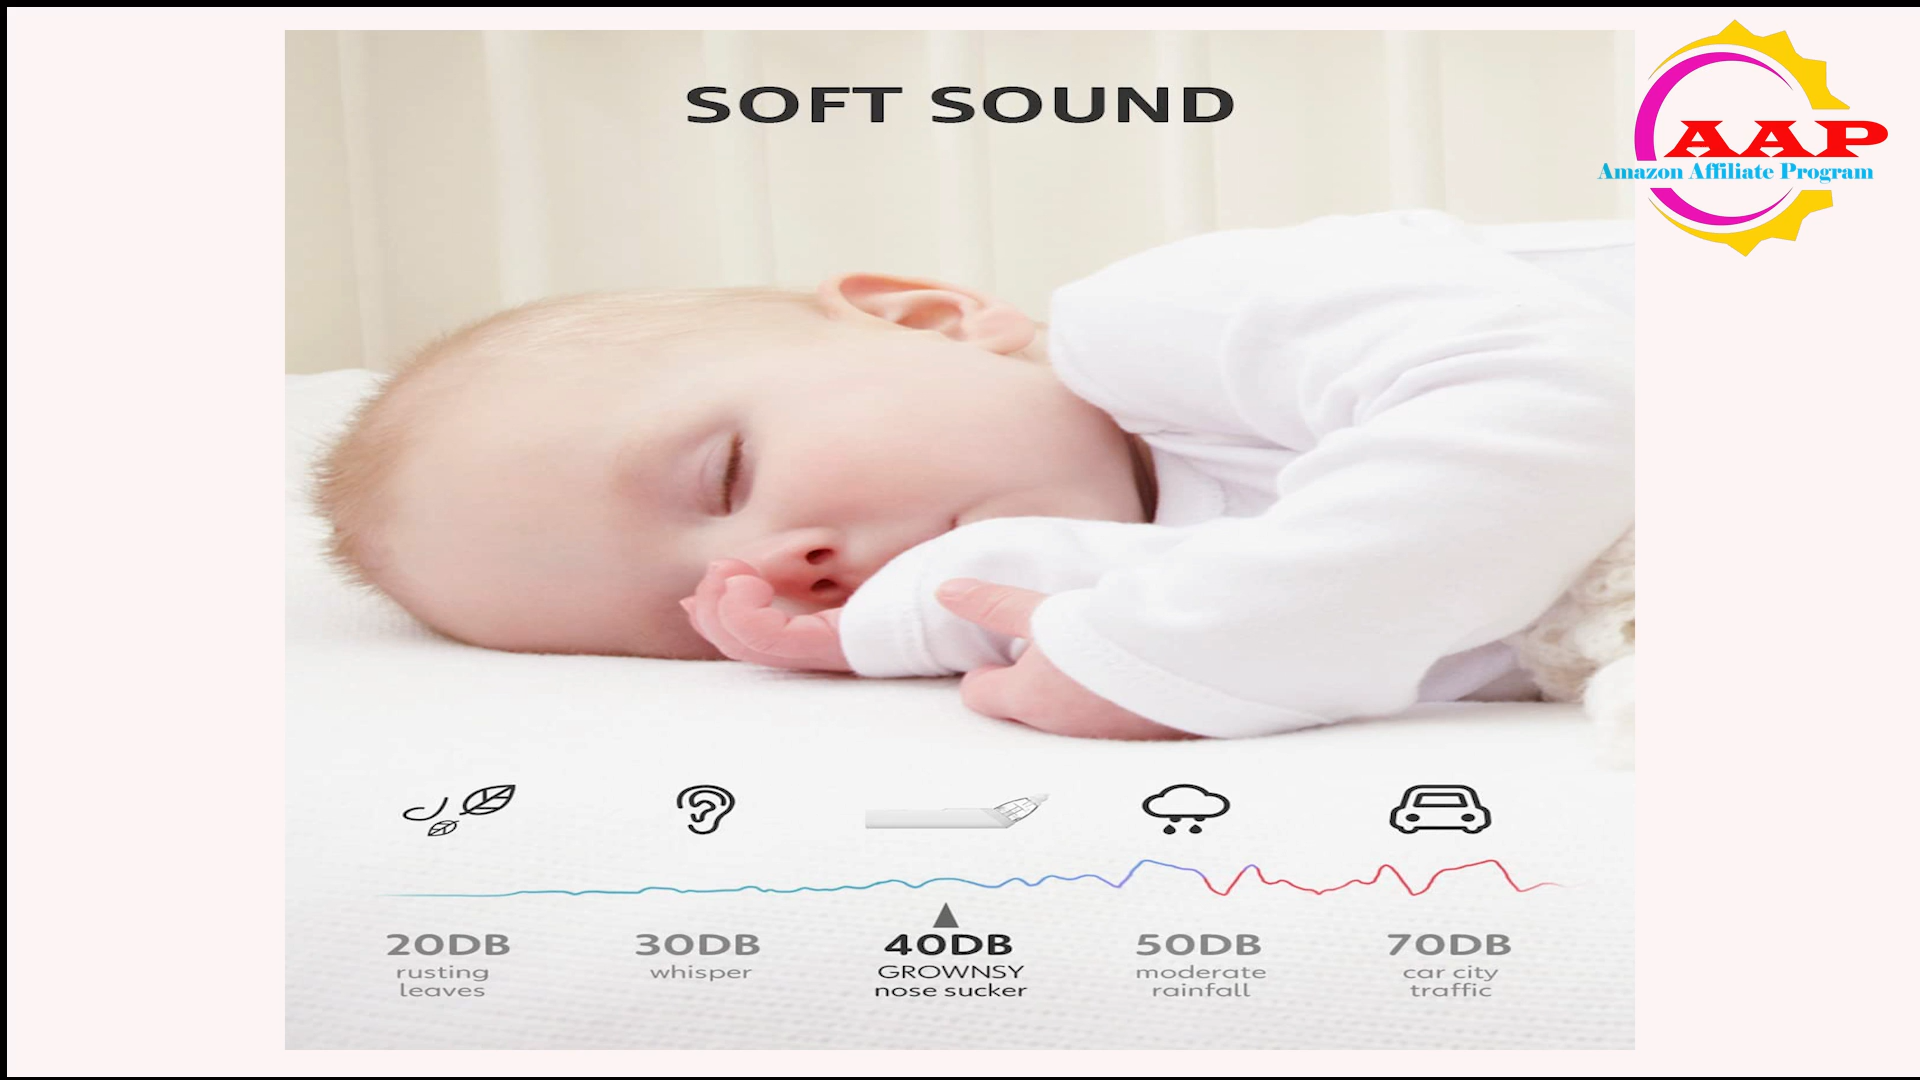 SOFT SOUND
AAP
Amazon Affiliate Program
20DB
rusting
leaves
30DB
whisper
40DB
GROWNSY
nose sucker
50DB
moderate
rainfall
70DB
car city
traffic